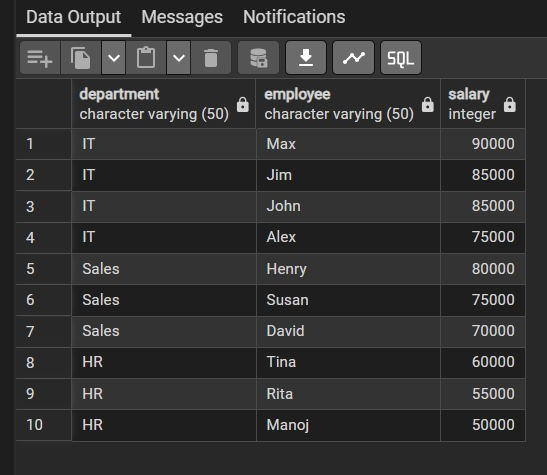 Data Output Messages Notifications
SQL
department employee salary
character varying (50) character varying (50) integer
1 IT Max 90000
2 IT Jim 85000
3 IT John 85000
4 IT Alex 75000
5 Sales Henry 80000
6 Sales Susan 75000
7 Sales David 70000
8 HR Tina 60000
9 HR Rita 55000
10 HR Manoj 50000